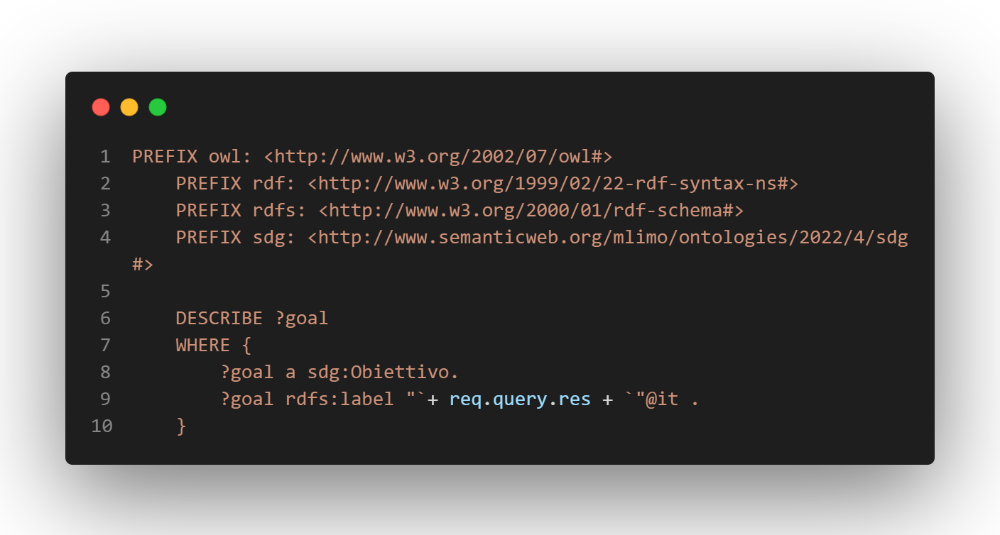 1 PREFIX owl: <http://www.w3.org/2002/07/owl#>
2     PREFIX rdf: <http://www.w3.org/1999/02/22-rdf-syntax-ns#>
3     PREFIX rdfs: <http://www.w3.org/2000/01/rdf-schema#>
4     PREFIX sdg: <http://www.semanticweb.org/mlimo/ontologies/2022/4/sdg
#>
5
6     DESCRIBE ?goal
7     WHERE {
8         ?goal a sdg:Obiettivo.
9         ?goal rdfs:label "`+ req.query.res + `"@it .
10     }